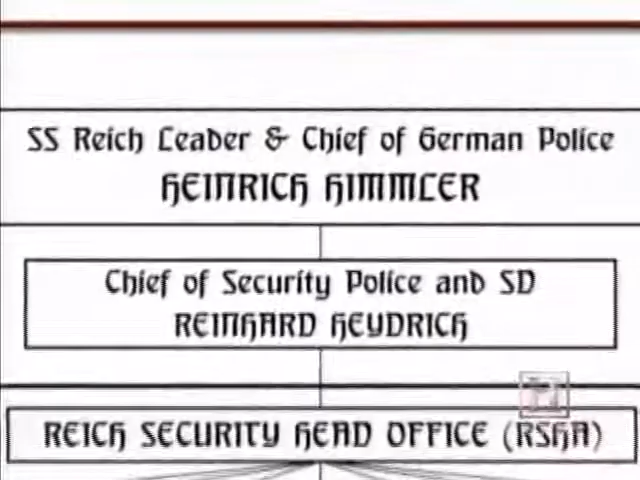 SS Reich Leader & Chief of German Police
HEINRICH HIMMLER
Chief of Security Police and SD
REINHARD HEYDRICH
REICH SECURITY HEAD OFFICE (RSHA)